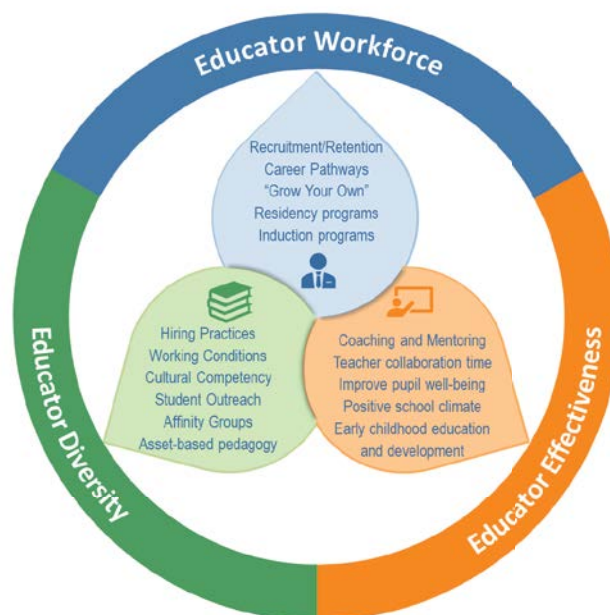 Educator Workforce
Recruitment/Retention
Career Pathways
"Grow Your Own"
Residency programs
Induction programs
Educator Diversity
Hiring Practices
Working Conditions
Cultural Competency
Student Outreach
Affinity Groups
Asset-based pedagogy
Coaching and Mentoring
Teacher collaboration time
Improve pupil well-being
Positive school climate
Early childhood education
and development
Educator Effectiveness